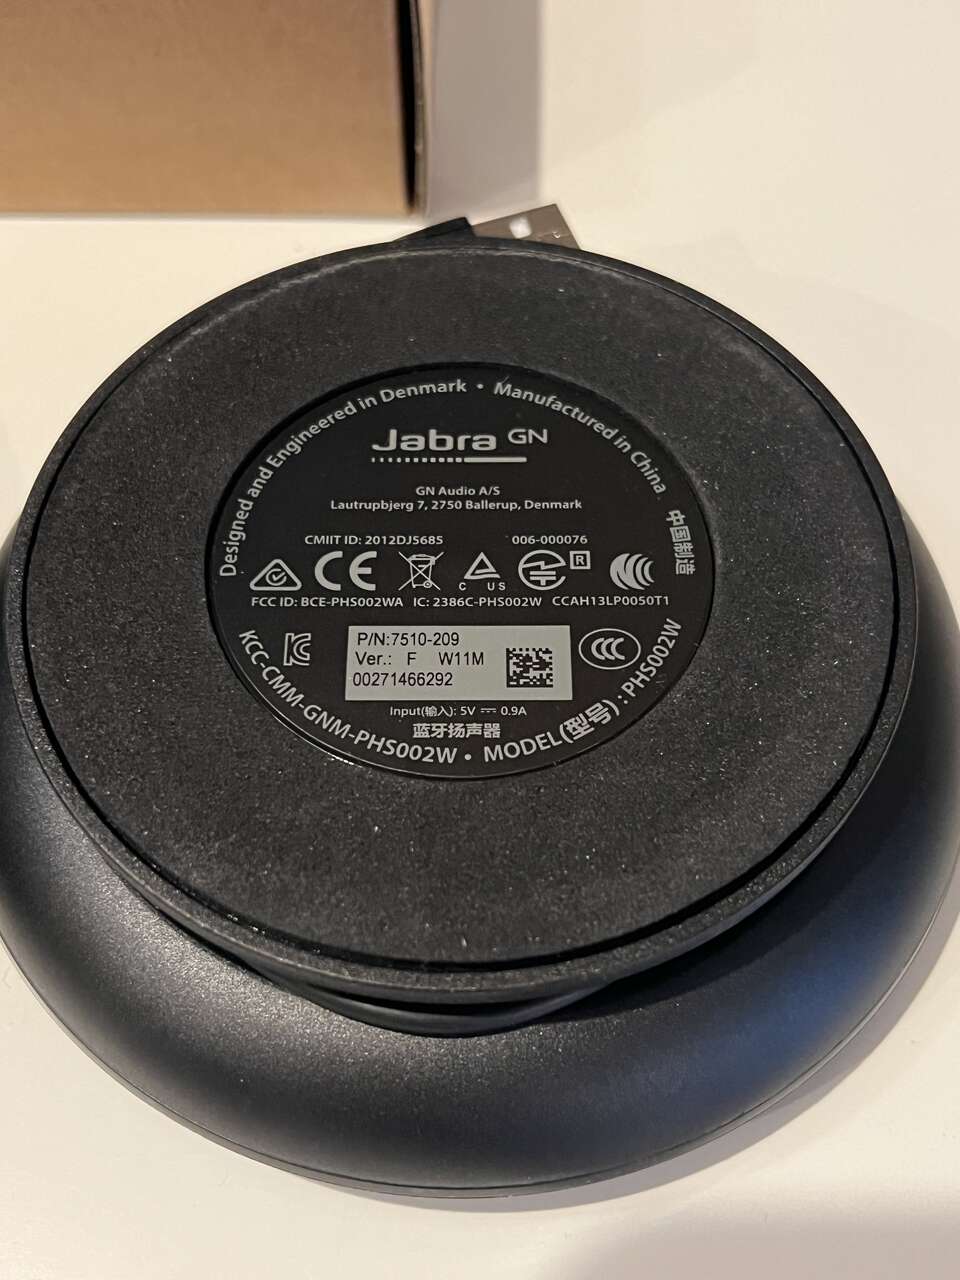 Designed and Engineered in Denmark • Manufactured in China 中国制造
Jabra GN
GN Audio A/S
Lautrupbjerg 7, 2750 Ballerup, Denmark
CMIIT ID: 2012DJ5685 006-000076
CE C US R
FCC ID: BCE-PHS002WA IC: 2386C-PHS002W CCAH13LP0050T1
P/N:7510-209
Ver.: F W11M
00271466292
CCC
Input(输入): 5V ⎓ 0.9A
蓝牙扬声器
KCC-CMM-GNM-PHS002W • MODEL(型号) : PHS002W